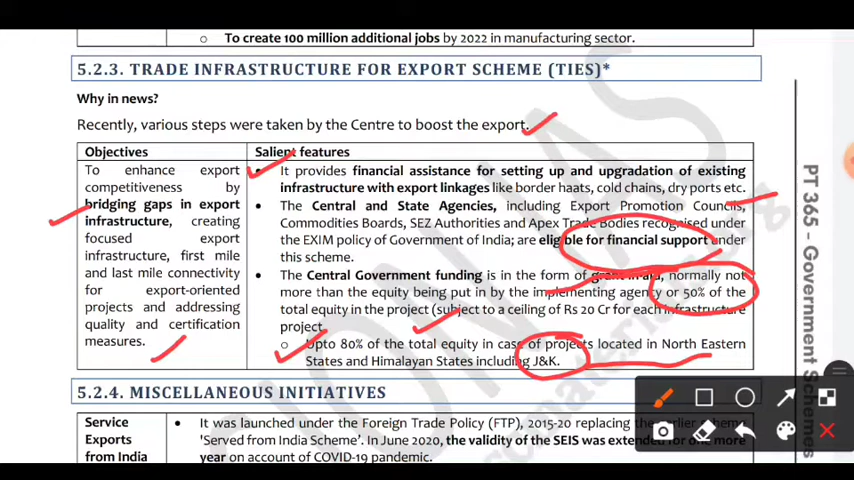 To create 100 million additional jobs by 2022 in manufacturing sector.
5.2.3. TRADE INFRASTRUCTURE FOR EXPORT SCHEME (TIES)*
Why in news?
Recently, various steps were taken by the Centre to boost the export.
Objectives
To enhance export
competitiveness by
bridging gaps in export
infrastructure, creating
focused export
infrastructure, first mile
and last mile connectivity
for export-oriented
projects and addressing
quality and certification
measures.
Salient features
• It provides financial assistance for setting up and upgradation of existing
infrastructure with export linkages like border haats, cold chains, dry ports etc.
• The Central and State Agencies, including Export Promotion Councils,
Commodities Boards, SEZ Authorities and Apex Trade Bodies recognised under
the EXIM policy of Government of India; are eligible for financial support under
this scheme.
• The Central Government funding is in the form of grant-in-aid, normally not
more than the equity being put in by the implementing agency or 50% of the
total equity in the project (subject to a ceiling of Rs 20 Cr for each infrastructure
project.
o Upto 80% of the total equity in case of projects located in North Eastern
States and Himalayan States including J&K.
5.2.4. MISCELLANEOUS INITIATIVES
Service
Exports
from India
• It was launched under the Foreign Trade Policy (FTP), 2015-20 replacing the earlier scheme
'Served from India Scheme'. In June 2020, the validity of the SEIS was extended for one more
year on account of COVID-19 pandemic.
PT 365 - Government Schemes